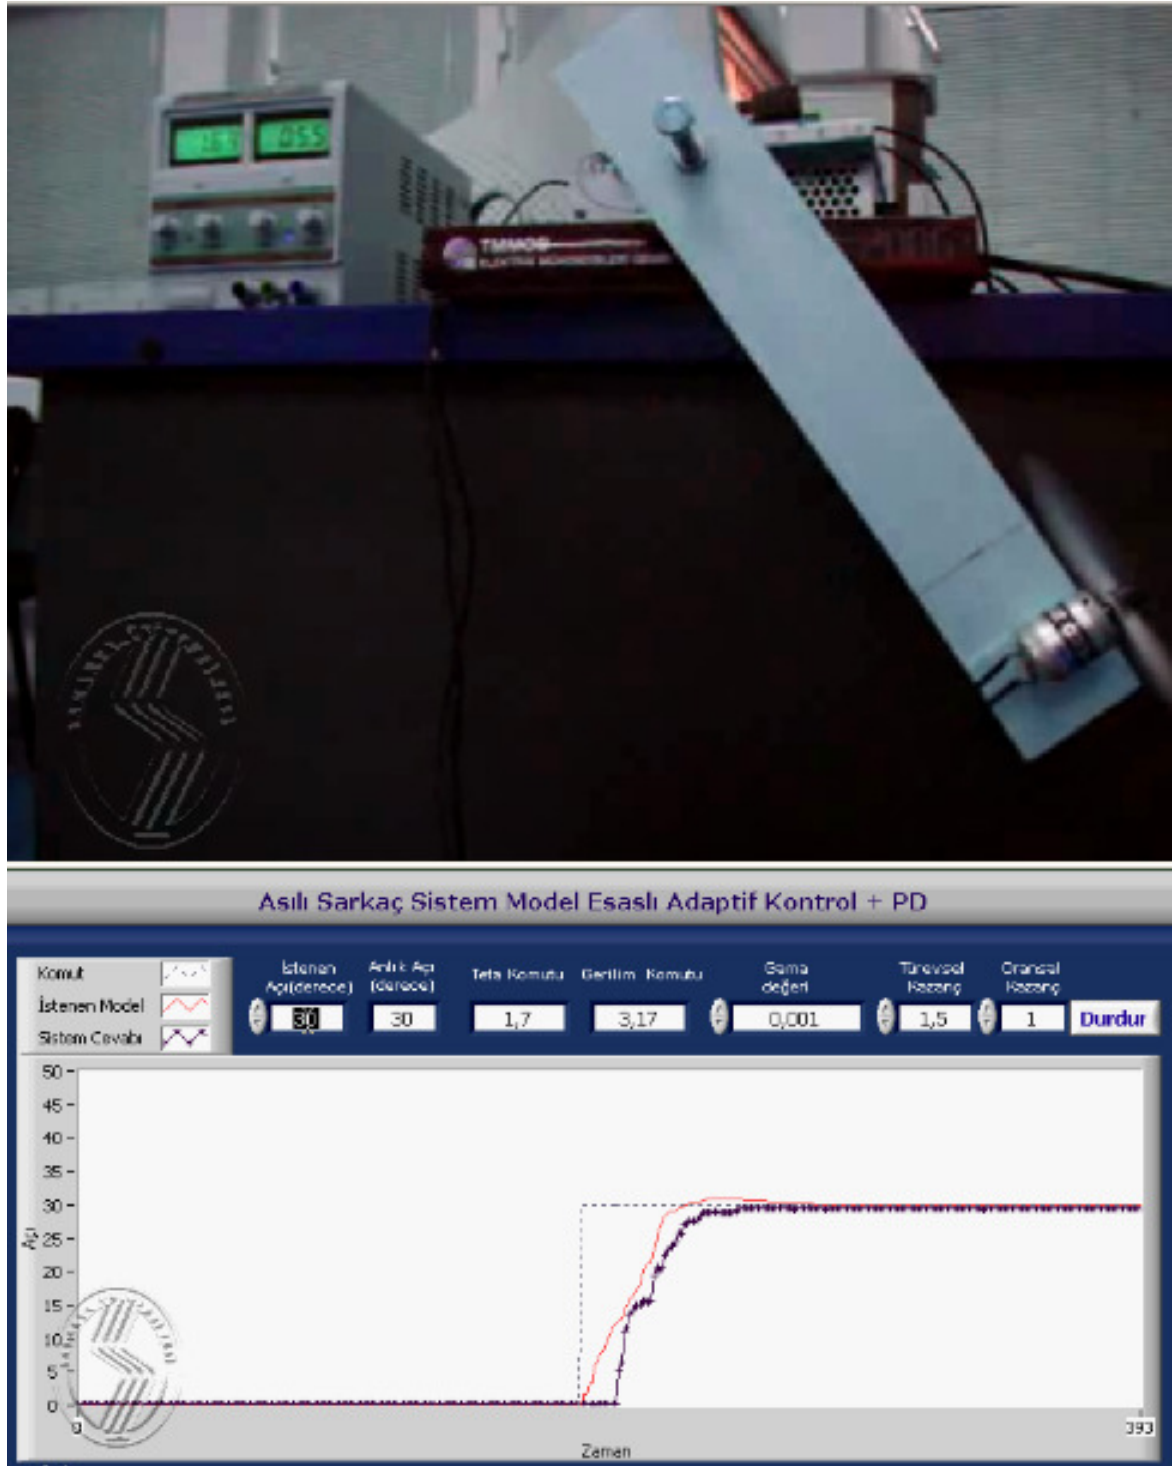 TMMOB
Asılı Sarkaç Sistem Model Esaslı Adaptif Kontrol + PD
Komut
İstenen Model
Sistem Cevabı
İstenen
Açı(derece)
30
Anlık Açı
(derece)
30
Teta Komutu
1,7
Gerilim Komutu
3,17
Gama
değeri
0,001
Türevsel
Kazanç
1,5
Oransal
Kazanç
1
Durdur
Açı
50
45
40
35
30
25
20
15
10
5
0
0
393
Zaman